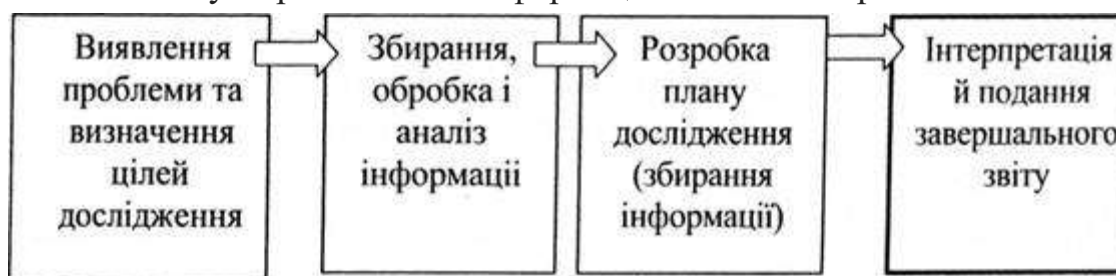 Виявлення
проблеми та
визначення
цілей
дослідження
Збирання,
обробка і
аналіз
інформації
Розробка
плану
дослідження
(збирання
інформації)
Інтерпретація
й подання
завершального
звіту